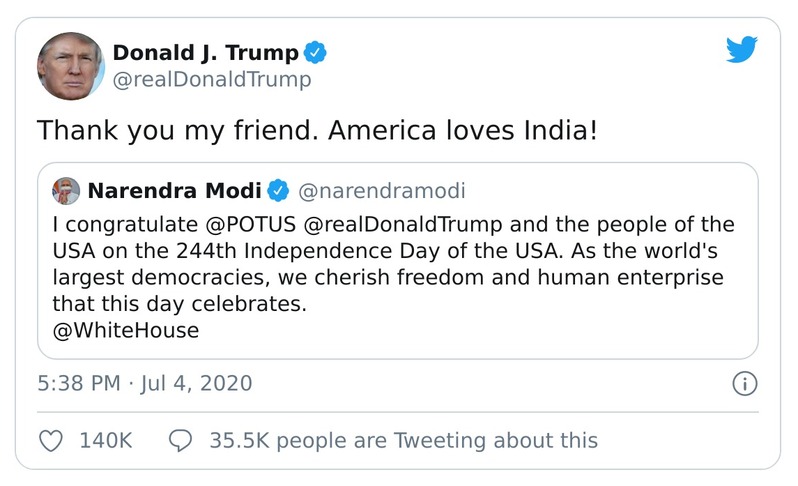 Donald J. Trump
@realDonaldTrump
Thank you my friend. America loves India!
Narendra Modi @narendramodi
I congratulate @POTUS @realDonaldTrump and the people of the
USA on the 244th Independence Day of the USA. As the world's
largest democracies, we cherish freedom and human enterprise
that this day celebrates.
@WhiteHouse
5:38 PM · Jul 4, 2020
140K 35.5K people are Tweeting about this